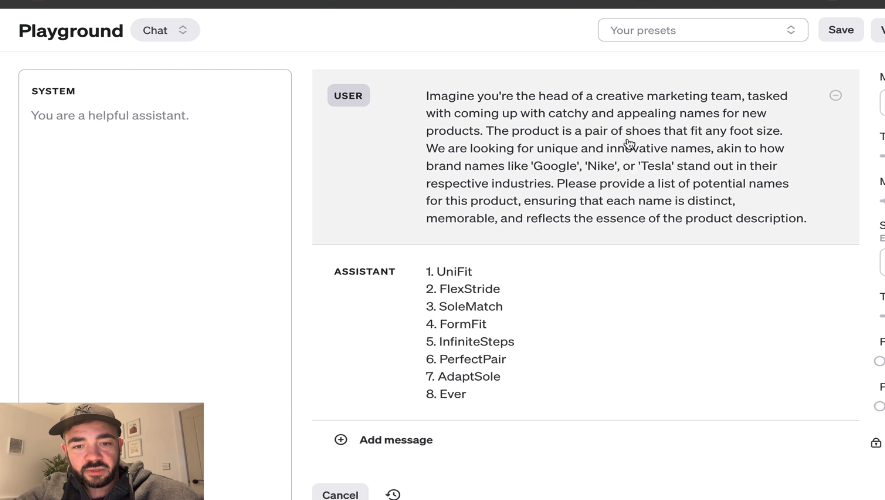 Playground
Chat
Your presets
Save
SYSTEM
You are a helpful assistant.
USER
Imagine you're the head of a creative marketing team, tasked
with coming up with catchy and appealing names for new
products. The product is a pair of shoes that fit any foot size.
We are looking for unique and innovative names, akin to how
brand names like 'Google', 'Nike', or 'Tesla' stand out in their
respective industries. Please provide a list of potential names
for this product, ensuring that each name is distinct,
memorable, and reflects the essence of the product description.
ASSISTANT
1. UniFit
2. FlexStride
3. SoleMatch
4. FormFit
5. InfiniteSteps
6. PerfectPair
7. AdaptSole
8. Ever
Add message
Cancel